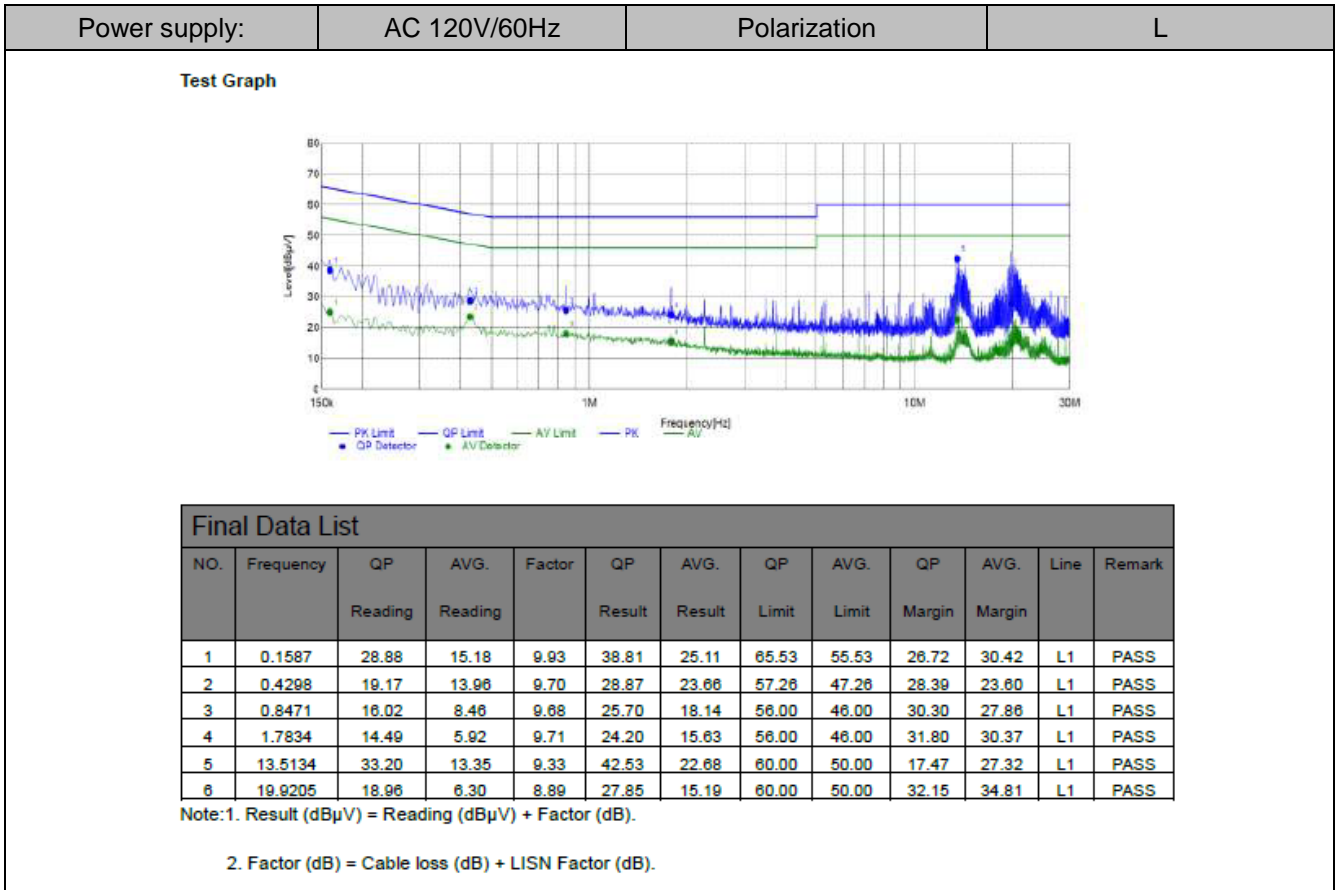 Power supply: AC 120V/60Hz Polarization L
Test Graph
80
70
60
50
40
30
20
10
0
Level[dBμV]
150k 1M 10M 30M
Frequency[Hz]
PK Limit QP Limit AV Limit PK AV
QP Detector AV Detector
Final Data List
NO. Frequency QP AVG. Factor QP AVG. QP AVG. QP AVG. Line Remark
Reading Reading Result Result Limit Limit Margin Margin
1 0.1587 28.88 15.18 9.93 38.81 25.11 65.53 55.53 26.72 30.42 L1 PASS
2 0.4298 19.17 13.96 9.70 28.87 23.66 57.26 47.26 28.39 23.60 L1 PASS
3 0.8471 16.02 8.46 9.68 25.70 18.14 56.00 46.00 30.30 27.86 L1 PASS
4 1.7834 14.49 5.92 9.71 24.20 15.63 56.00 46.00 31.80 30.37 L1 PASS
5 13.5134 33.20 13.35 9.33 42.53 22.68 60.00 50.00 17.47 27.32 L1 PASS
6 19.9205 18.96 6.30 8.89 27.85 15.19 60.00 50.00 32.15 34.81 L1 PASS
Note:1. Result (dBμV) = Reading (dBμV) + Factor (dB).
2. Factor (dB) = Cable loss (dB) + LISN Factor (dB).